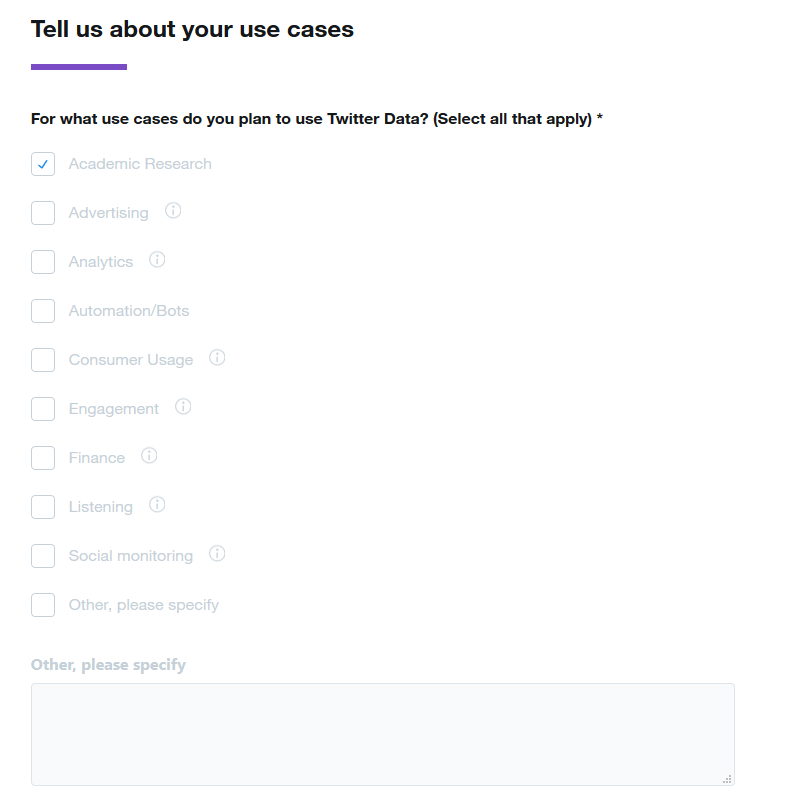 Tell us about your use cases
For what use cases do you plan to use Twitter Data? (Select all that apply) *
Academic Research
Advertising
Analytics
Automation/Bots
Consumer Usage
Engagement
Finance
Listening
Social monitoring
Other, please specify
Other, please specify